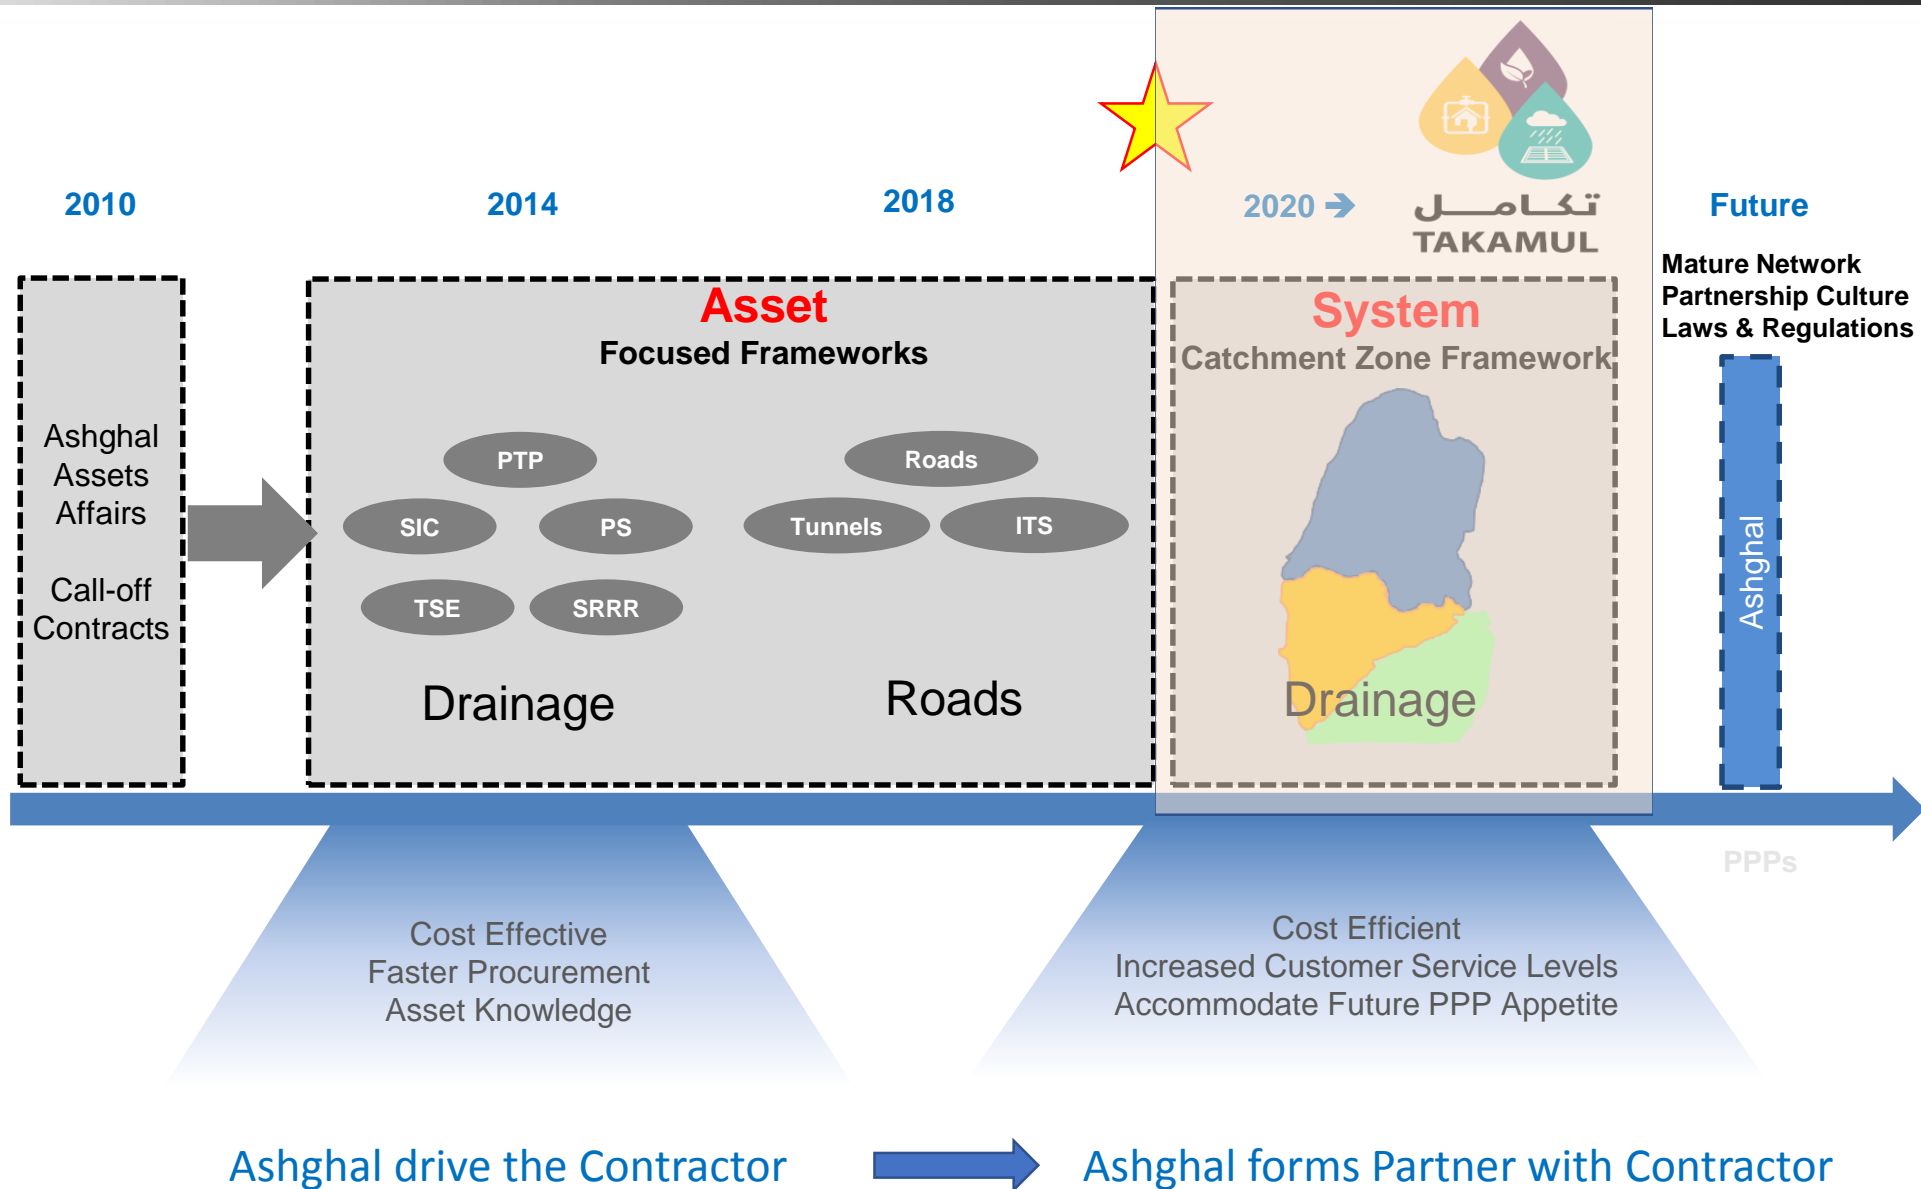 2010
2014
2018
2020
تكامل
TAKAMUL
Future
Mature Network
Partnership Culture
Laws & Regulations
Ashghal
Assets
Affairs
Call-off
Contracts
Asset
Focused Frameworks
PTP
SIC
PS
TSE
SRRR
Drainage
Roads
Tunnels
ITS
Roads
System
Catchment Zone Framework
Drainage
Ashghal
PPPs
Cost Effective
Faster Procurement
Asset Knowledge
Cost Efficient
Increased Customer Service Levels
Accommodate Future PPP Appetite
Ashghal drive the Contractor
Ashghal forms Partner with Contractor